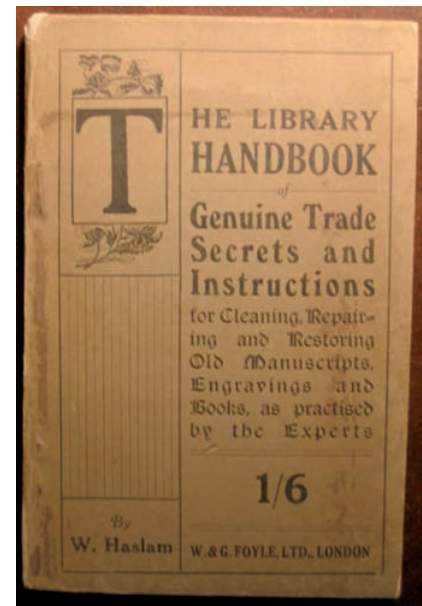 THE LIBRARY
HANDBOOK
of
Genuine Trade
Secrets and
Instructions
for Cleaning, Repair=
ing and Restoring
Old Manuscripts,
Engravings and
Books, as practised
by the Experts
1/6
By
W. Haslam
W. & G. FOYLE, LTD., LONDON